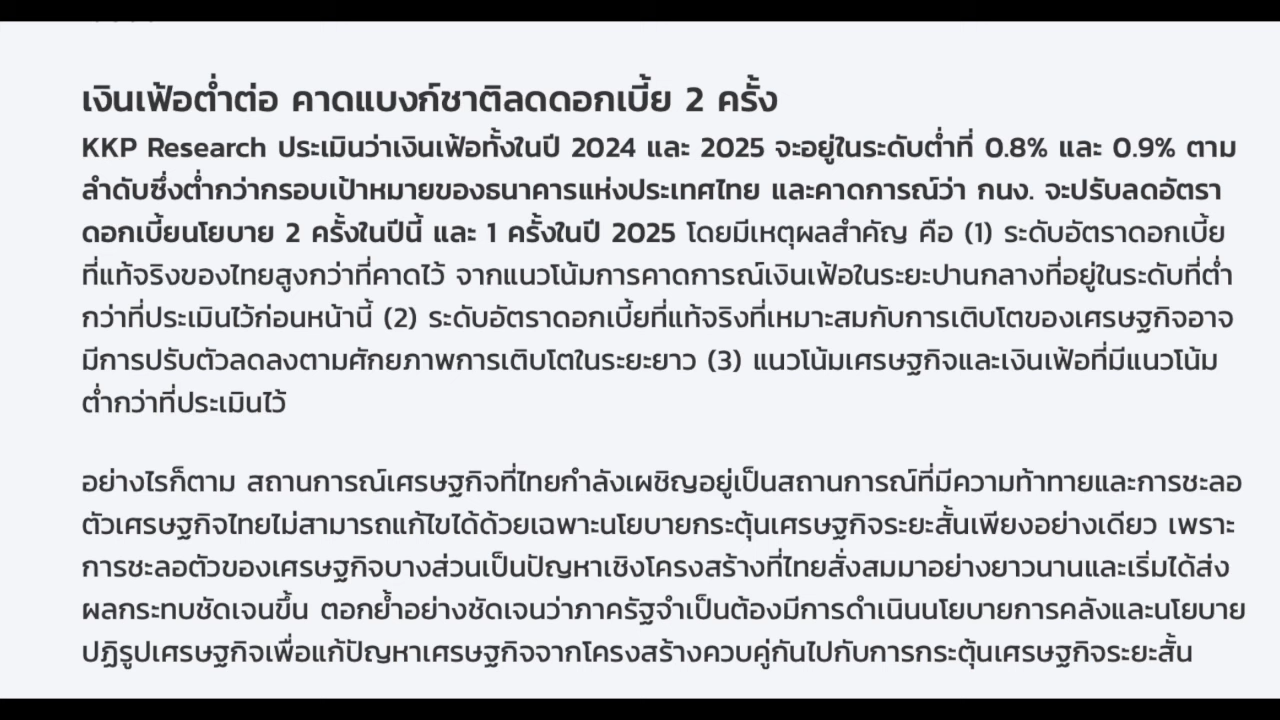 เงินเฟ้อต่ำต่อ คาดแบงก์ชาติลดดอกเบี้ย 2 ครั้ง
KKP Research ประเมินว่าเงินเฟ้อทั้งในปี 2024 และ 2025 จะอยู่ในระดับต่ำที่ 0.8% และ 0.9% ตาม
ลำดับซึ่งต่ำกว่ากรอบเป้าหมายของธนาคารแห่งประเทศไทย และคาดการณ์ว่า กนง. จะปรับลดอัตรา
ดอกเบี้ยนโยบาย 2 ครั้งในปีนี้ และ 1 ครั้งในปี 2025 โดยมีเหตุผลสำคัญ คือ (1) ระดับอัตราดอกเบี้ย
ที่แท้จริงของไทยสูงกว่าที่คาดไว้ จากแนวโน้มการคาดการณ์เงินเฟ้อในระยะปานกลางที่อยู่ในระดับที่ต่ำ
กว่าที่ประเมินไว้ก่อนหน้านี้ (2) ระดับอัตราดอกเบี้ยที่แท้จริงที่เหมาะสมกับการเติบโตของเศรษฐกิจอาจ
มีการปรับตัวลดลงตามศักยภาพการเติบโตในระยะยาว (3) แนวโน้มเศรษฐกิจและเงินเฟ้อที่มีแนวโน้ม
ต่ำกว่าที่ประเมินไว้
อย่างไรก็ตาม สถานการณ์เศรษฐกิจที่ไทยกำลังเผชิญอยู่เป็นสถานการณ์ที่มีความท้าทายและการชะลอ
ตัวเศรษฐกิจไทยไม่สามารถแก้ไขได้ด้วยเฉพาะนโยบายกระตุ้นเศรษฐกิจระยะสั้นเพียงอย่างเดียว เพราะ
การชะลอตัวของเศรษฐกิจบางส่วนเป็นปัญหาเชิงโครงสร้างที่ไทยสั่งสมมาอย่างยาวนานและเริ่มได้ส่ง
ผลกระทบชัดเจนขึ้น ตอกย้ำอย่างชัดเจนว่าภาครัฐจำเป็นต้องมีการดำเนินนโยบายการคลังและนโยบาย
ปฏิรูปเศรษฐกิจเพื่อแก้ปัญหาเศรษฐกิจจากโครงสร้างควบคู่กันไปกับการกระตุ้นเศรษฐกิจระยะสั้น